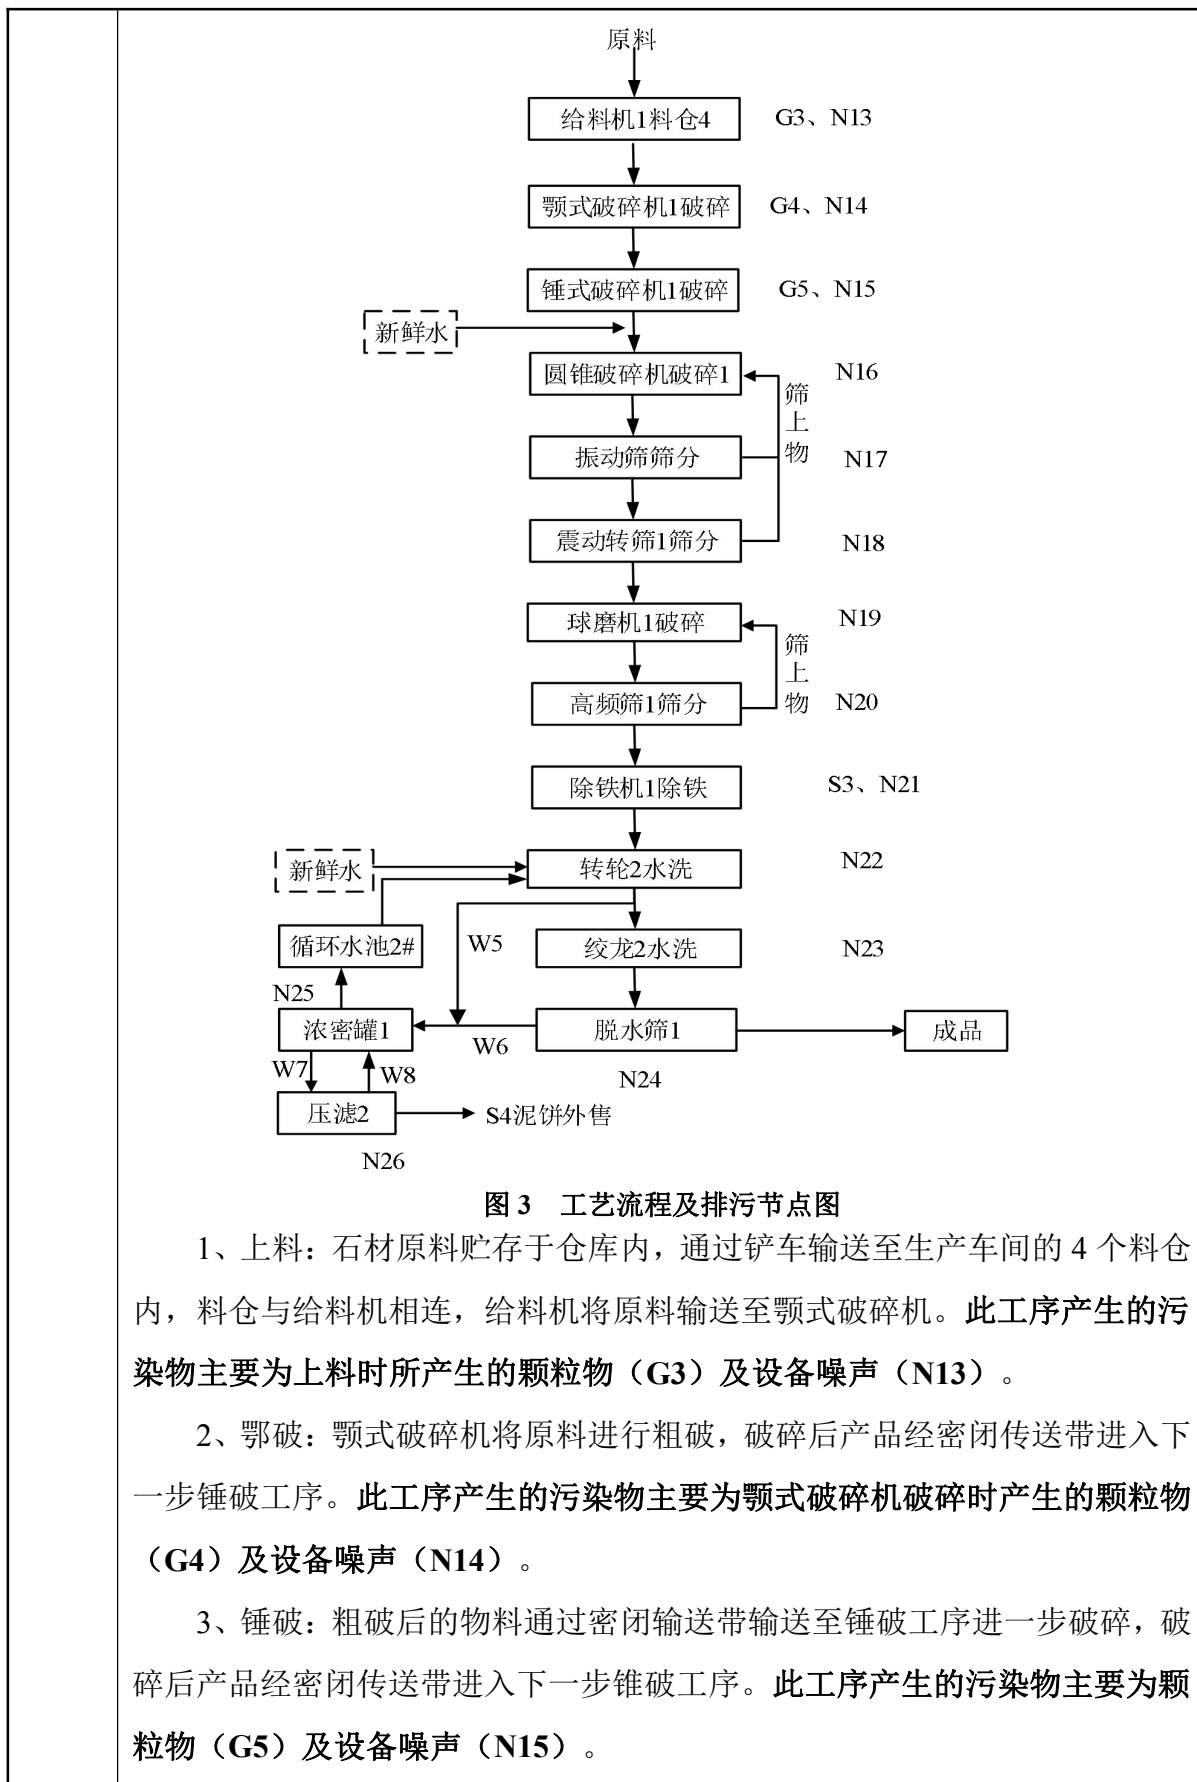 原料
给料机1料仓4
G3、N13
颚式破碎机1破碎
G4、N14
锤式破碎机1破碎
G5、N15
新鲜水
圆锥破碎机破碎1
N16
筛上物
振动筛筛分
N17
震动转筛1筛分
N18
球磨机1破碎
N19
筛上物
高频筛1筛分
N20
除铁机1除铁
S3、N21
新鲜水
转轮2水洗
N22
循环水池2#
W5
绞龙2水洗
N23
N25
浓密罐1
W6
脱水筛1
成品
W7
W8
N24
压滤2
S4泥饼外售
N26
图 3 工艺流程及排污节点图
1、上料：石材原料贮存于仓库内，通过铲车输送至生产车间的 4 个料仓
内，料仓与给料机相连，给料机将原料输送至颚式破碎机。此工序产生的污
染物主要为上料时所产生的颗粒物（G3）及设备噪声（N13）。
2、鄂破：颚式破碎机将原料进行粗破，破碎后产品经密闭传送带进入下
一步锤破工序。此工序产生的污染物主要为颚式破碎机破碎时产生的颗粒物
（G4）及设备噪声（N14）。
3、锤破：粗破后的物料通过密闭输送带输送至锤破工序进一步破碎，破
碎后产品经密闭传送带进入下一步锥破工序。此工序产生的污染物主要为颗
粒物（G5）及设备噪声（N15）。